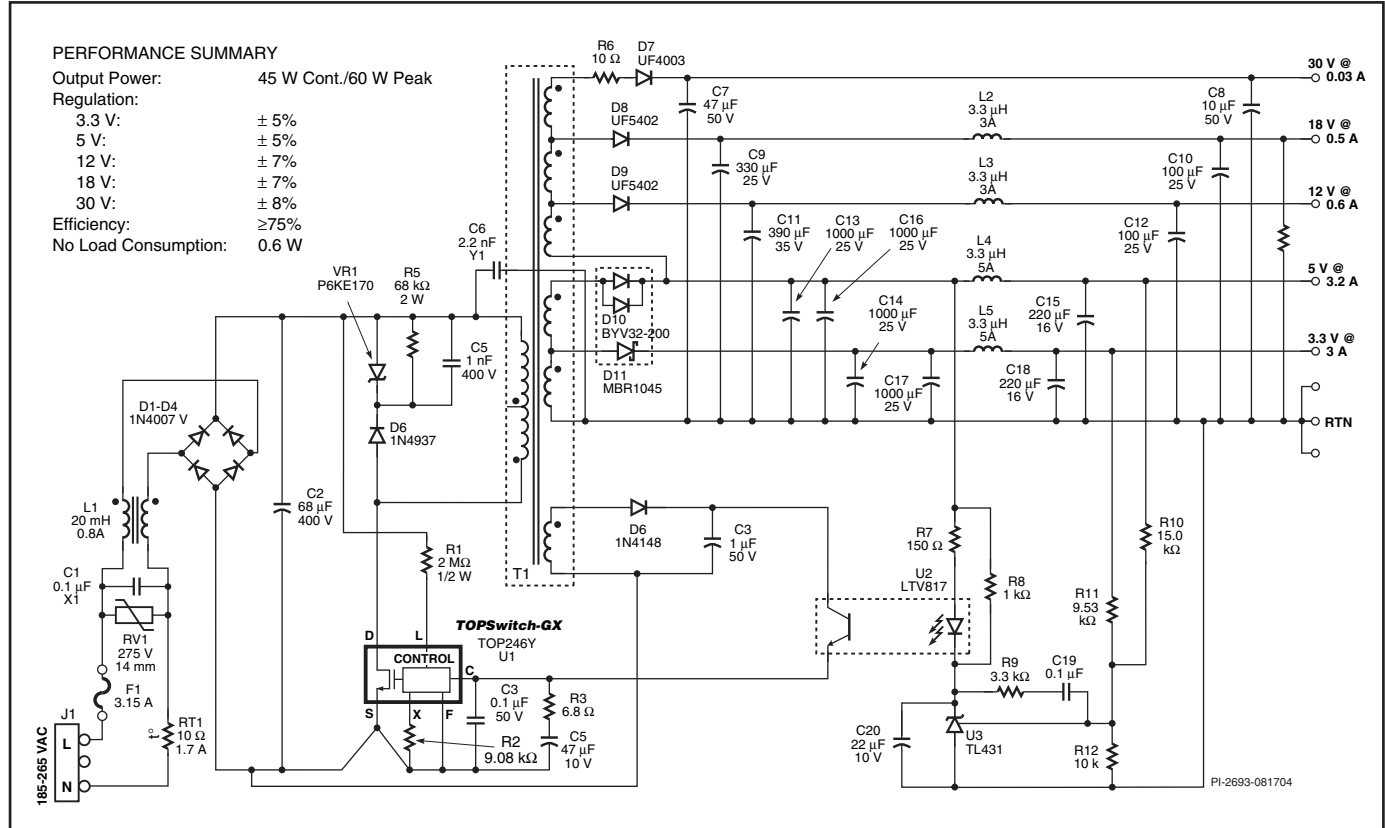 PERFORMANCE SUMMARY
Output Power: 45 W Cont./60 W Peak
Regulation:
3.3 V: ± 5%
5 V: ± 5%
12 V: ± 7%
18 V: ± 7%
30 V: ± 8%
Efficiency: ≥75%
No Load Consumption: 0.6 W
R6
10 Ω
D7
UF4003
C7
47 µF
50 V
L2
3.3 µH
3A
C8
10 µF
50 V
30 V @
0.03 A
D8
UF5402
18 V @
0.5 A
C9
330 µF
25 V
L3
3.3 µH
3A
C10
100 µF
25 V
D9
UF5402
12 V @
0.6 A
C11
390 µF
35 V
C13
1000 µF
25 V
C16
1000 µF
25 V
L4
3.3 µH
5A
C12
100 µF
25 V
C6
2.2 nF
Y1
5 V @
3.2 A
VR1
P6KE170
R5
68 kΩ
2 W
C5
1 nF
400 V
D10
BYV32-200
C14
1000 µF
25 V
L5
3.3 µH
5A
C15
220 µF
16 V
3.3 V @
3 A
D11
MBR1045
C17
1000 µF
25 V
C18
220 µF
16 V
RTN
D1-D4
1N4007 V
D6
1N4937
L1
20 mH
0.8A
C2
68 µF
400 V
R1
2 MΩ
1/2 W
T1
D6
1N4148
C3
1 µF
50 V
R7
150 Ω
U2
LTV817
R8
1 kΩ
R10
15.0
kΩ
R11
9.53
kΩ
C1
0.1 µF
X1
RV1
275 V
14 mm
F1
3.15 A
J1
L
N
185-265 VAC
t°
RT1
10 Ω
1.7 A
TOPSwitch-GX
TOP246Y
U1
D
L
CONTROL
C
S
X
F
R2
9.08 kΩ
C3
0.1 µF
50 V
R3
6.8 Ω
C5
47 µF
10 V
R9
3.3 kΩ
C19
0.1 µF
C20
22 µF
10 V
U3
TL431
R12
10 k
PI-2693-081704